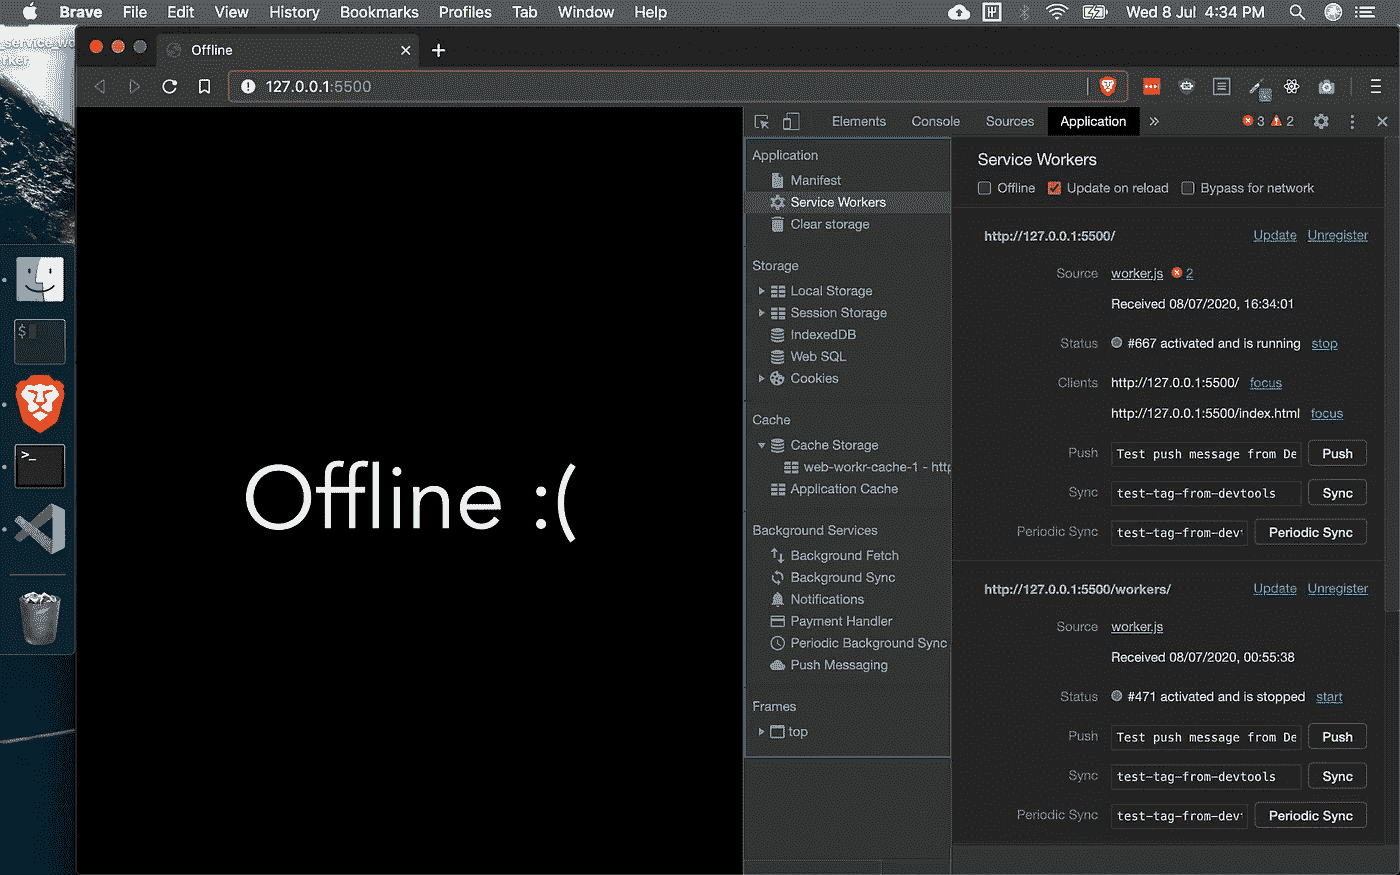 Brave File Edit View History Bookmarks Profiles Tab Window Help Wed 8 Jul 4:34 PM
Offline
127.0.0.1:5500
Elements Console Sources Application » 3 2
Offline :(
Application
Manifest
Service Workers
Clear storage
Storage
Local Storage
Session Storage
IndexedDB
Web SQL
Cookies
Cache
Cache Storage
web-workr-cache-1 - http
Application Cache
Background Services
Background Fetch
Background Sync
Notifications
Payment Handler
Periodic Background Sync
Push Messaging
Frames
top
Service Workers
Offline Update on reload Bypass for network
http://127.0.0.1:5500/ Update Unregister
Source worker.js 2
Received 08/07/2020, 16:34:01
Status #667 activated and is running stop
Clients http://127.0.0.1:5500/ focus
http://127.0.0.1:5500/index.html focus
Push Test push message from De Push
Sync test-tag-from-devtools Sync
Periodic Sync test-tag-from-dev Periodic Sync
http://127.0.0.1:5500/workers/ Update Unregister
Source worker.js
Received 08/07/2020, 00:55:38
Status #471 activated and is stopped start
Push Test push message from De Push
Sync test-tag-from-devtools Sync
Periodic Sync test-tag-from-dev Periodic Sync